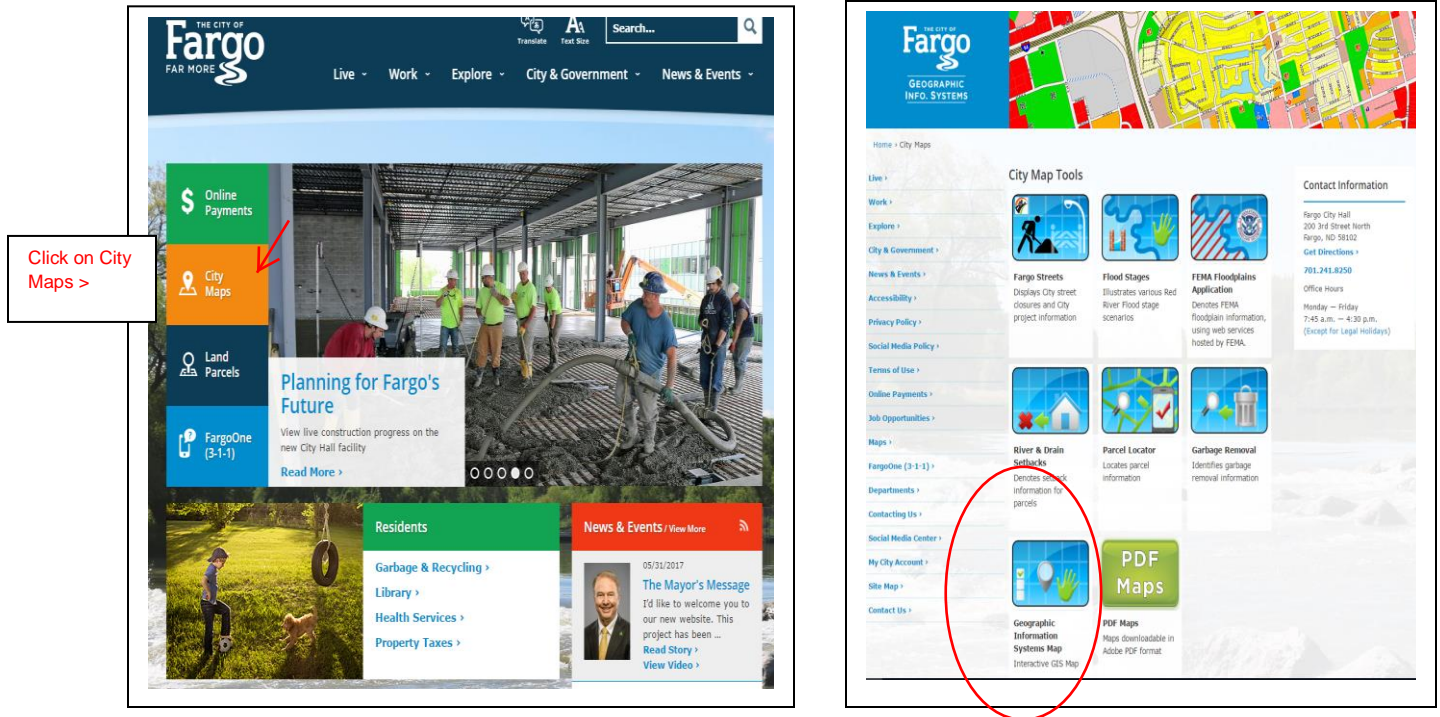 THE CITY OF
Fargo
FAR MORE
Translate
AA
Text Size
Search...
Live
Work
Explore
City & Government
News & Events
Click on City
Maps >
$
Online
Payments
City
Maps
Land
Parcels
FargoOne
(3-1-1)
Planning for Fargo's
Future
View live construction progress on the
new City Hall facility
Read More >
Residents
Garbage & Recycling >
Library >
Health Services >
Property Taxes >
News & Events / View More
05/31/2017
The Mayor's Message
I'd like to welcome you to
our new website. This
project has been ...
Read Story >
View Video >
THE CITY OF
Fargo
GEOGRAPHIC
INFO. SYSTEMS
Home > City Maps
Live >
Work >
Explore >
City & Government >
News & Events >
Accessibility >
Privacy Policy >
Social Media Policy >
Terms of Use >
Online Payments >
Job Opportunities >
Maps >
FargoOne (3-1-1) >
Departments >
Contacting Us >
Social Media Center >
My City Account >
Site Map >
Contact Us >
City Map Tools
Fargo Streets
Displays City street
closures and City
project information
Flood Stages
Illustrates various Red
River Flood stage
scenarios
FEMA Floodplains
Application
Denotes FEMA
floodplain information,
using web services
hosted by FEMA.
River & Drain
Setbacks
Denotes setback
information for
parcels
Parcel Locator
Locates parcel
information
Garbage Removal
Identifies garbage
removal information
Geographic
Information
Systems Map
Interactive GIS Map
PDF
Maps
PDF Maps
Maps downloadable in
Adobe PDF format
Contact Information
Fargo City Hall
200 3rd Street North
Fargo, ND 58102
Get Directions >
701.241.8250
Office Hours
Monday — Friday
7:45 a.m. — 4:30 p.m.
(Except for Legal Holidays)